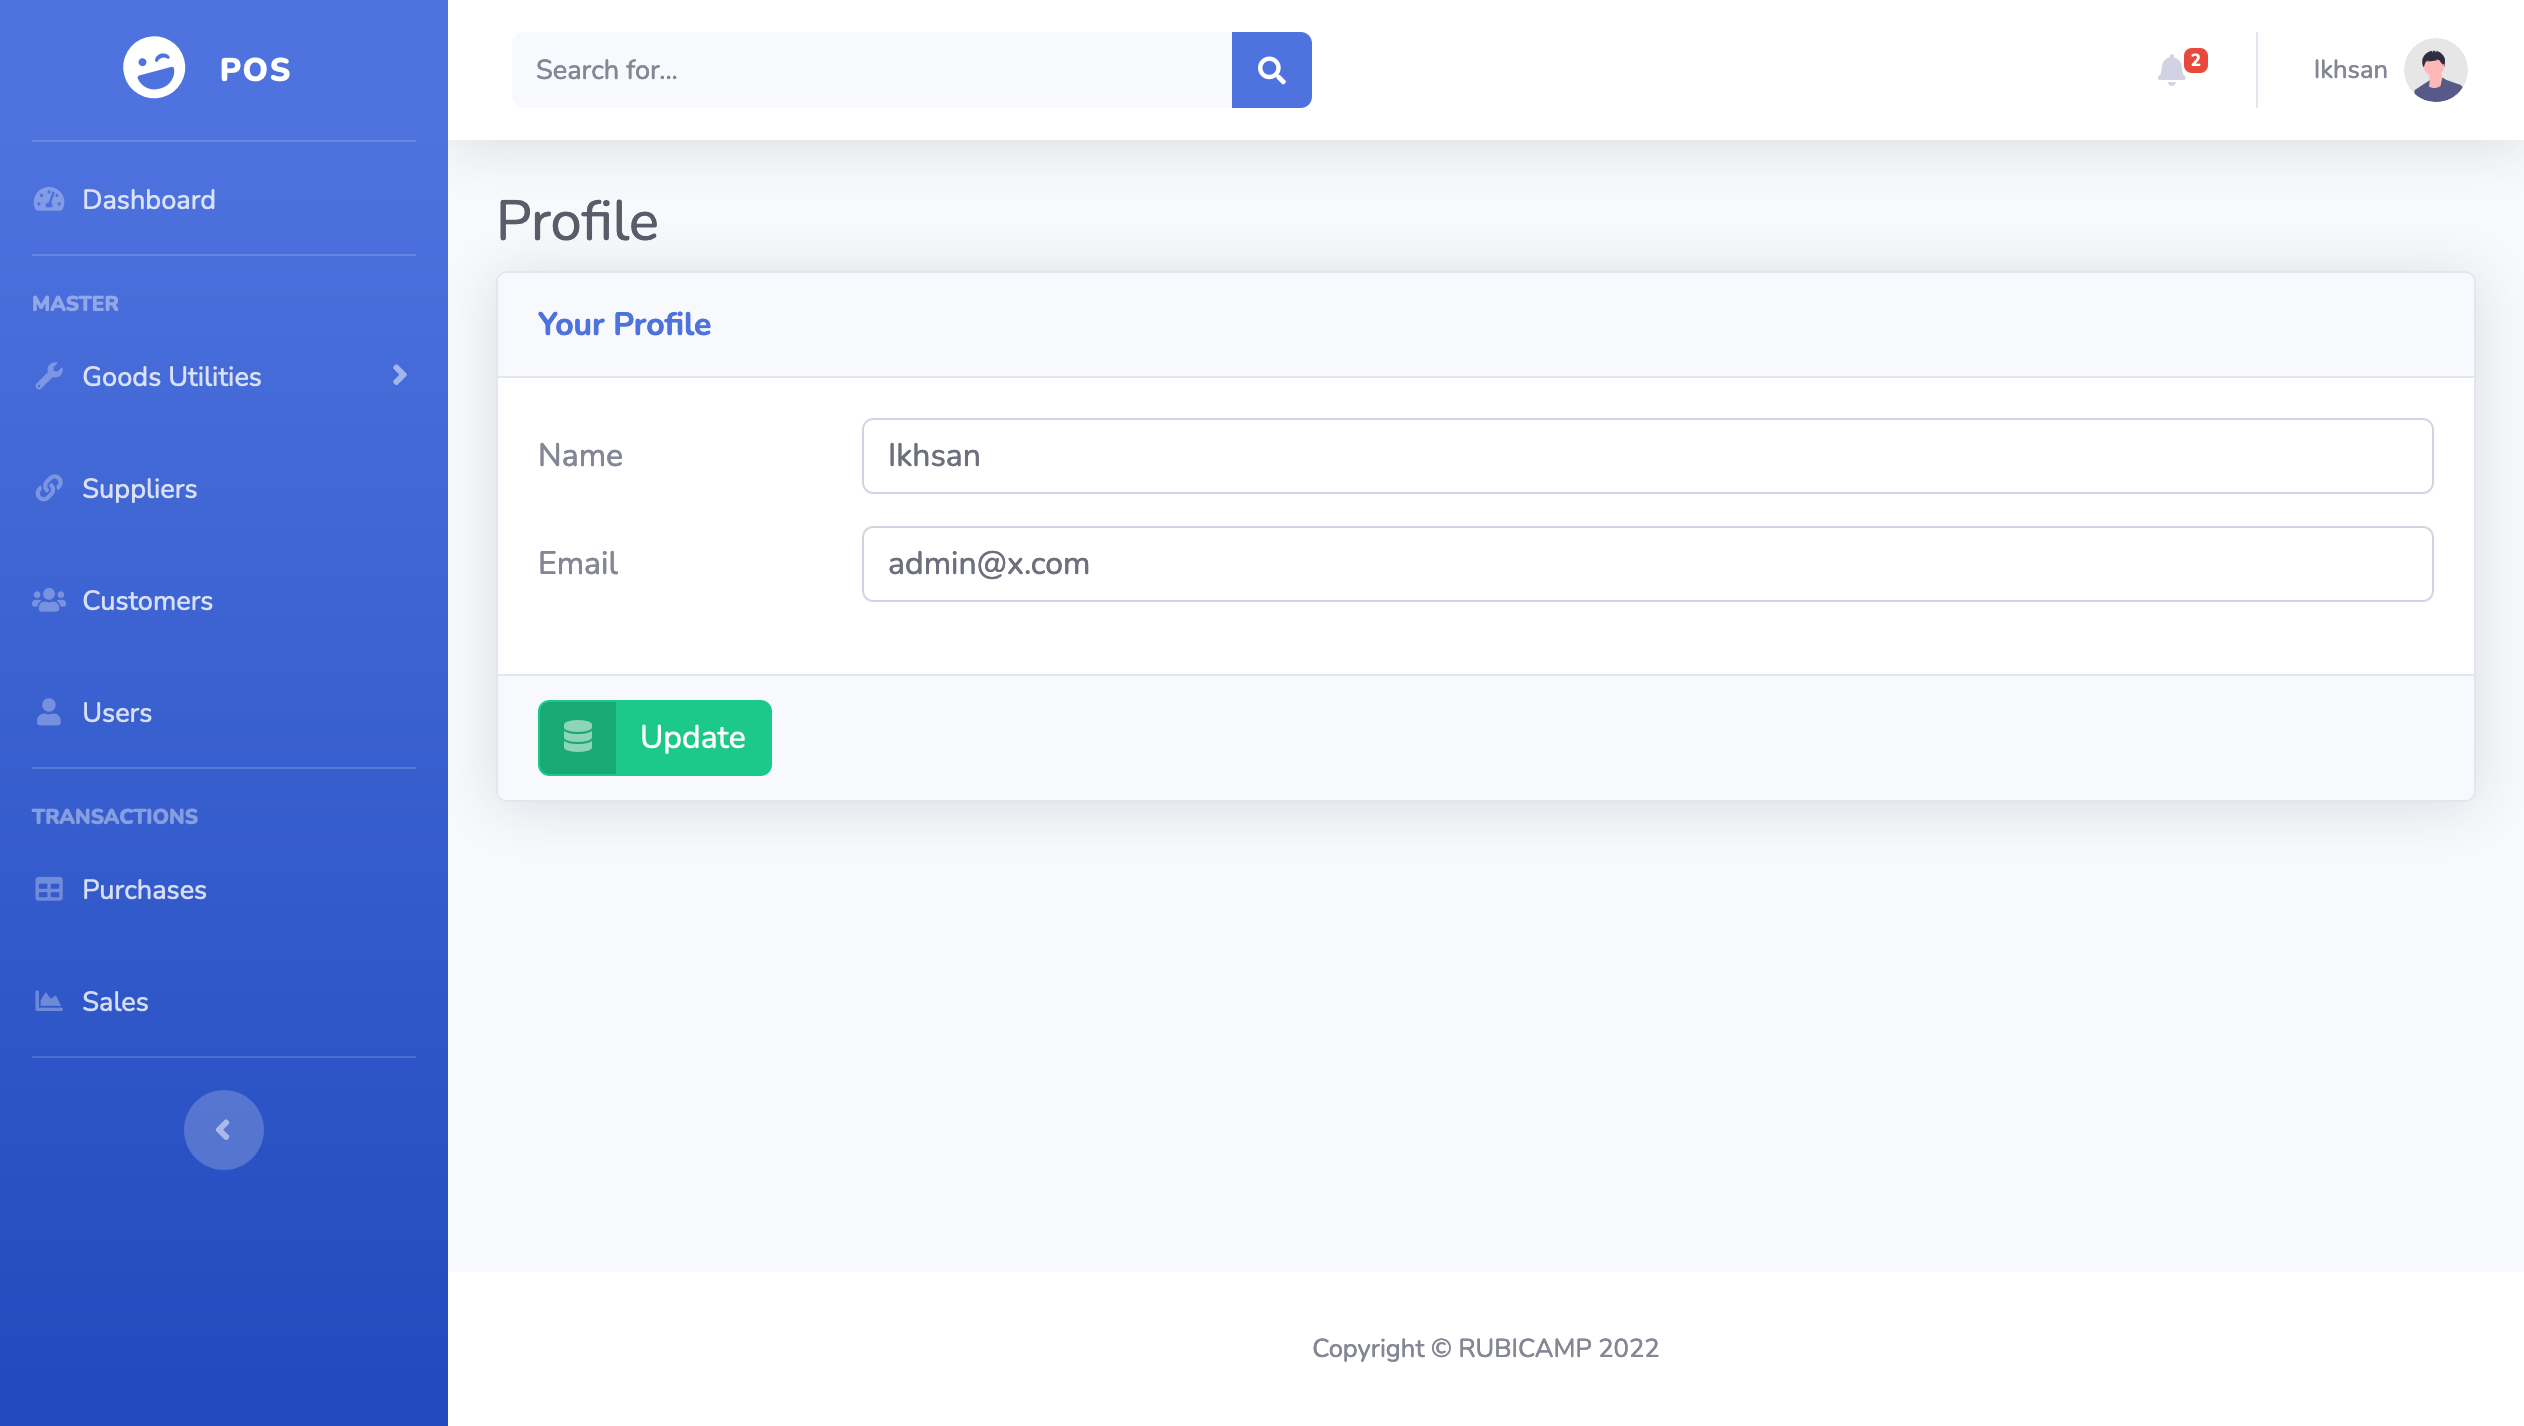 POS
Dashboard
MASTER
Goods Utilities
Suppliers
Customers
Users
TRANSACTIONS
Purchases
Sales
Search for...
2
Ikhsan
Profile
Your Profile
Name
Ikhsan
Email
admin@x.com
Update
Copyright © RUBICAMP 2022